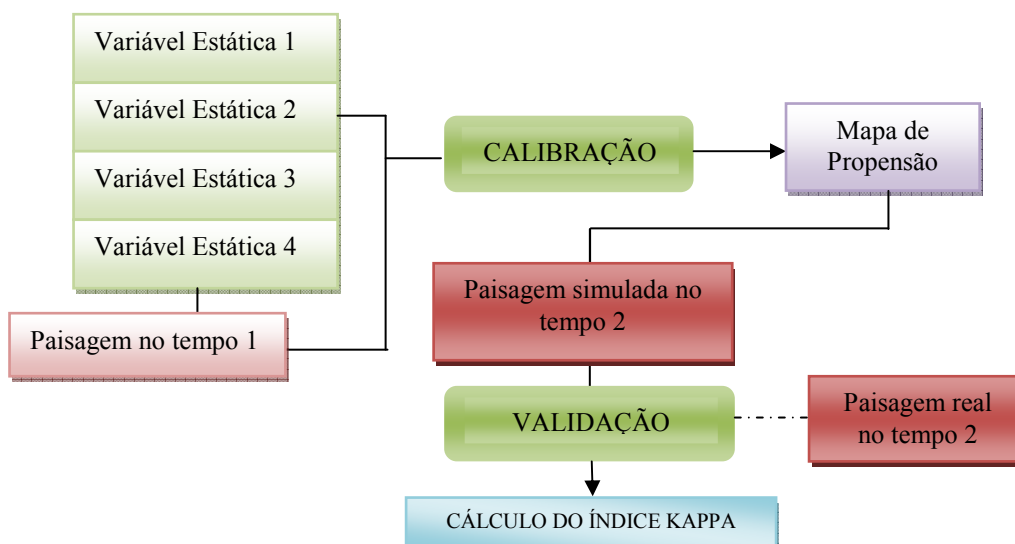 Variável Estática 1
Variável Estática 2
Variável Estática 3
Variável Estática 4
Paisagem no tempo 1
CALIBRAÇÃO
Mapa de
Propensão
Paisagem simulada no
tempo 2
VALIDAÇÃO
Paisagem real
no tempo 2
CÁLCULO DO ÍNDICE KAPPA